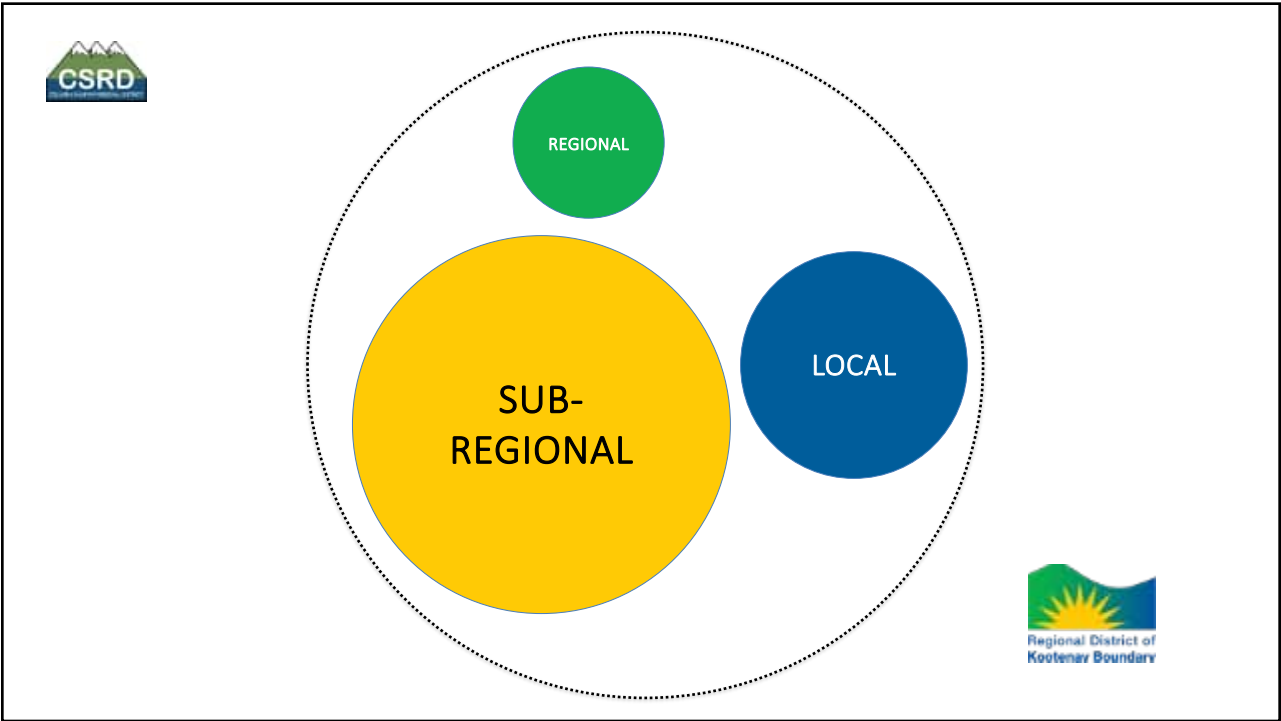 CSRD
REGIONAL
SUB-
REGIONAL
LOCAL
Regional District of
Kootenay Boundary